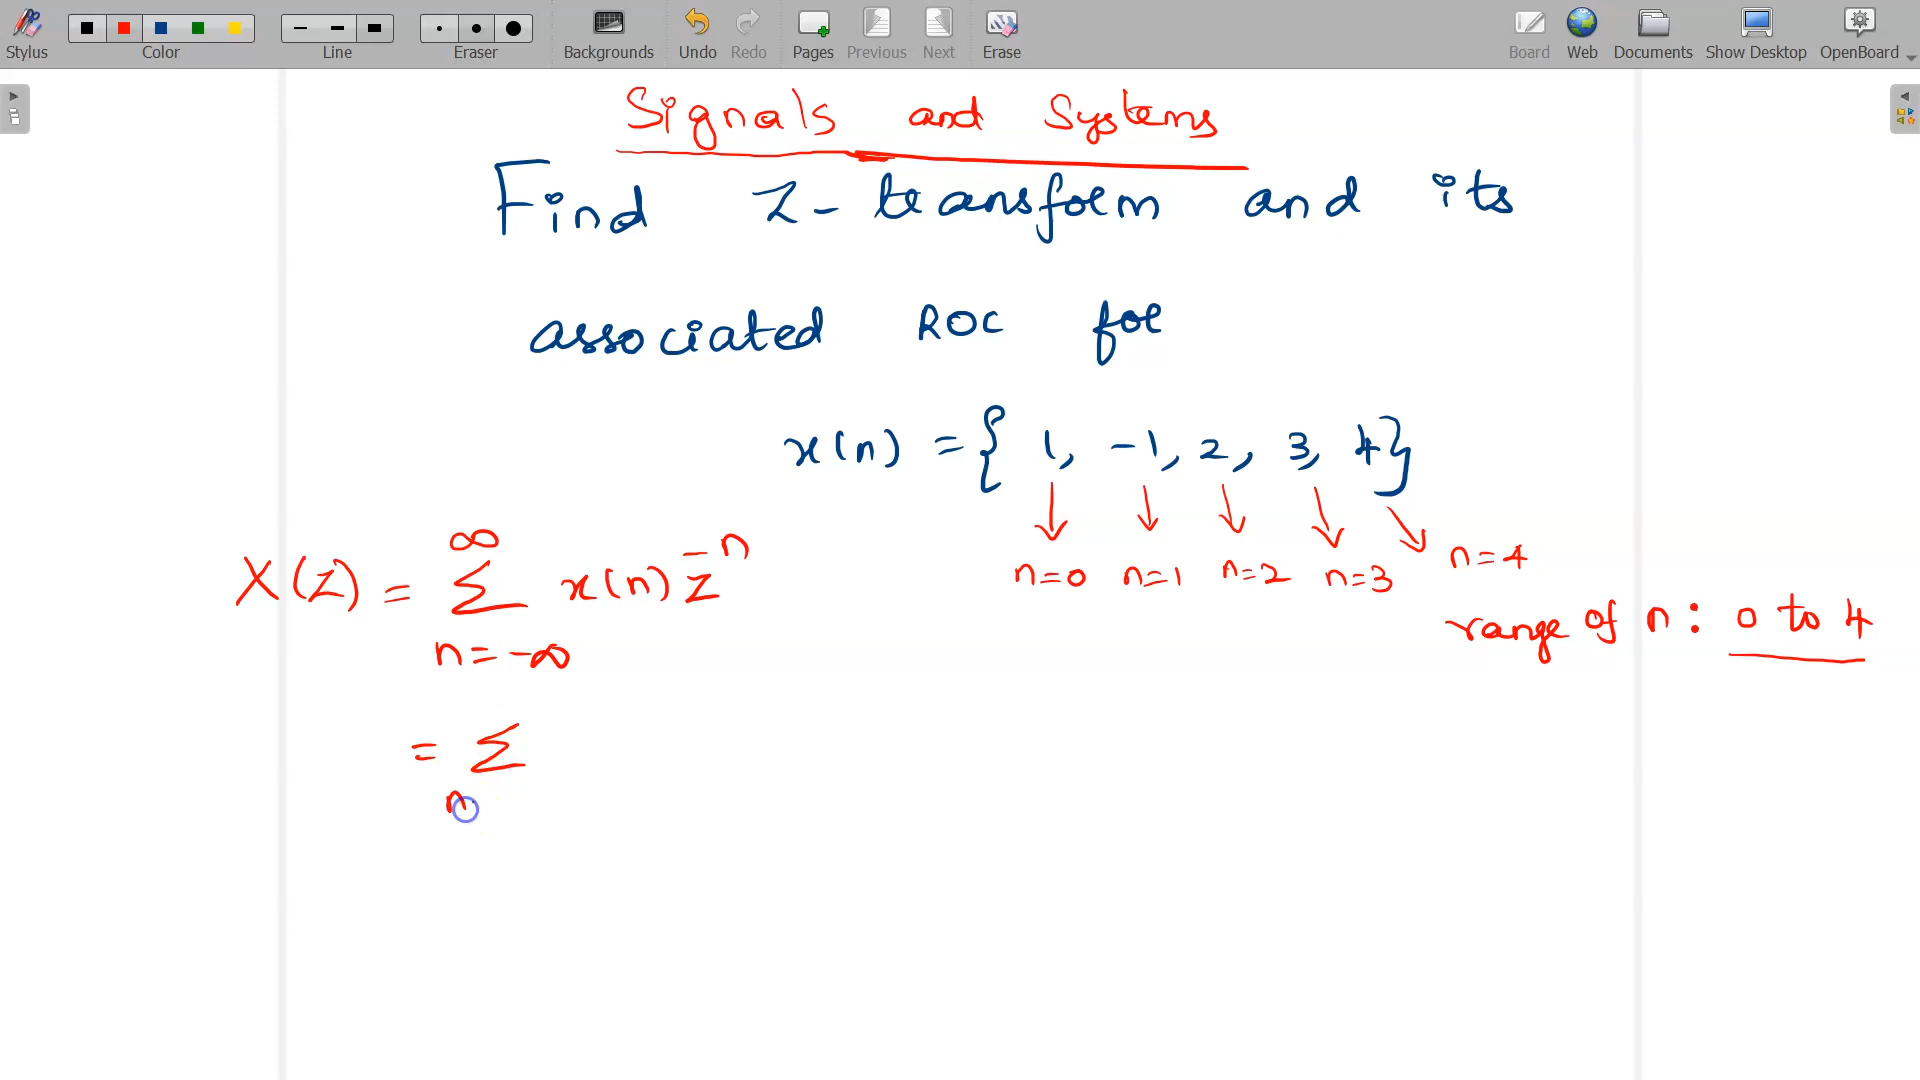 Stylus Color Line Eraser Backgrounds Undo Redo Pages Previous Next Erase Board Web Documents Show Desktop OpenBoard
Signals and Systems
Find Z-transform and its
associated ROC for
x(n) = { 1, -1, 2, 3, 4}
n=0 n=1 n=2 n=3 n=4
range of n : 0 to 4
X(Z) = ∞ Σ n=-∞ x(n) z^-n
= Σ
n